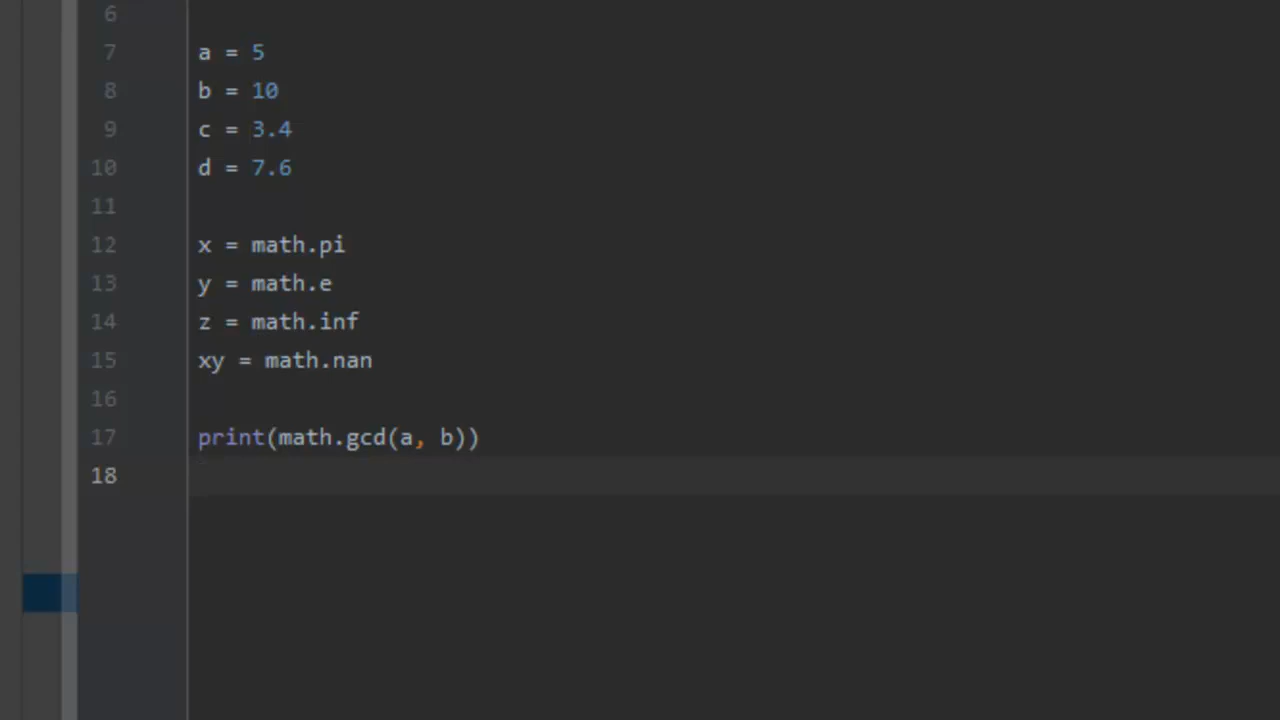 6
7 a = 5
8 b = 10
9 c = 3.4
10 d = 7.6
11
12 x = math.pi
13 y = math.e
14 z = math.inf
15 xy = math.nan
16
17 print(math.gcd(a, b))
18